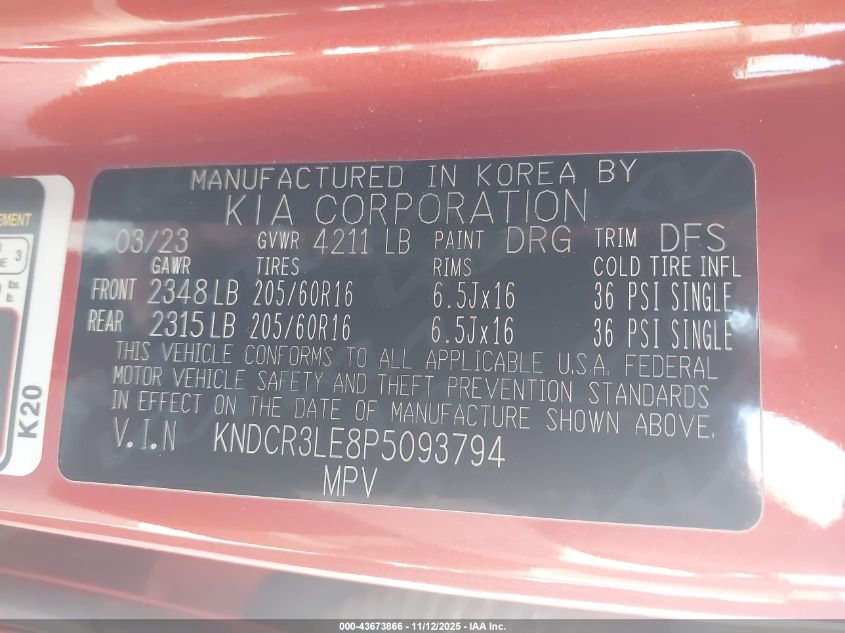 MANUFACTURED IN KOREA BY
KIA CORPORATION
03/23 GVWR 4211 LB PAINT DRG TRIM DFS
GAWR TIRES RIMS COLD TIRE INFL
FRONT 2348 LB 205/60R16 6.5Jx16 36 PSI SINGLE
REAR 2315 LB 205/60R16 6.5Jx16 36 PSI SINGLE
THIS VEHICLE CONFORMS TO ALL APPLICABLE U.S.A. FEDERAL
MOTOR VEHICLE SAFETY AND THEFT PREVENTION STANDARDS
IN EFFECT ON THE DATE OF MANUFACTURE SHOWN ABOVE.
V.I.N KNDCR3LE8P5093794
MPV
EMENT
3
lb.
K20
000-43673866 - 11/12/2025 - IAA Inc.